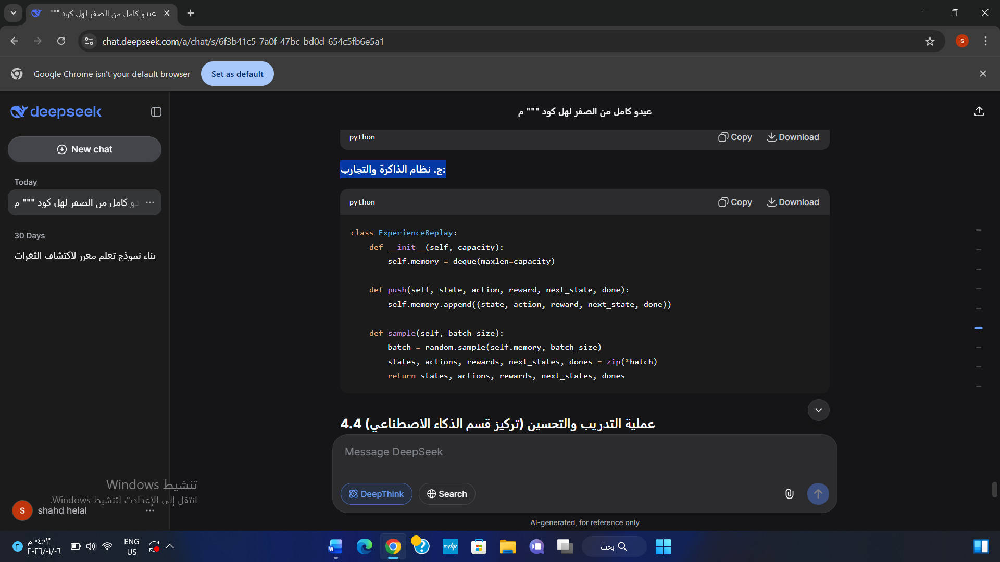 عيدو كامل من الصفر لهل كود """
chat.deepseek.com/a/chat/s/6f3b41c5-7a0f-47bc-bd0d-654c5fb6e5a1
S
Google Chrome isn't your default browser
Set as default
deepseek
New chat
Today
دو كامل من الصفر لهل كود """ م
30 Days
بناء نموذج تعلم معزز لاكتشاف الثغرات
عيدو كامل من الصفر لهل كود """ م
python
Copy
Download
ج. نظام الذاكرة والتجارب:
python
Copy
Download
class ExperienceReplay:
def __init__(self, capacity):
self.memory = deque(maxlen=capacity)
def push(self, state, action, reward, next_state, done):
self.memory.append((state, action, reward, next_state, done))
def sample(self, batch_size):
batch = random.sample(self.memory, batch_size)
states, actions, rewards, next_states, dones = zip(*batch)
return states, actions, rewards, next_states, dones
4.4 عملية التدريب والتحسين (تركيز قسم الذكاء الاصطناعي)
Message DeepSeek
DeepThink
Search
AI-generated, for reference only
تنشيط Windows
انتقل إلى الإعدادت لتنشيط Windows.
S
shahd helal
٢
٠٤:٠٣ م
٢٠٢٦/٠١/٠٦
ENG
US
W
myhp
بحث